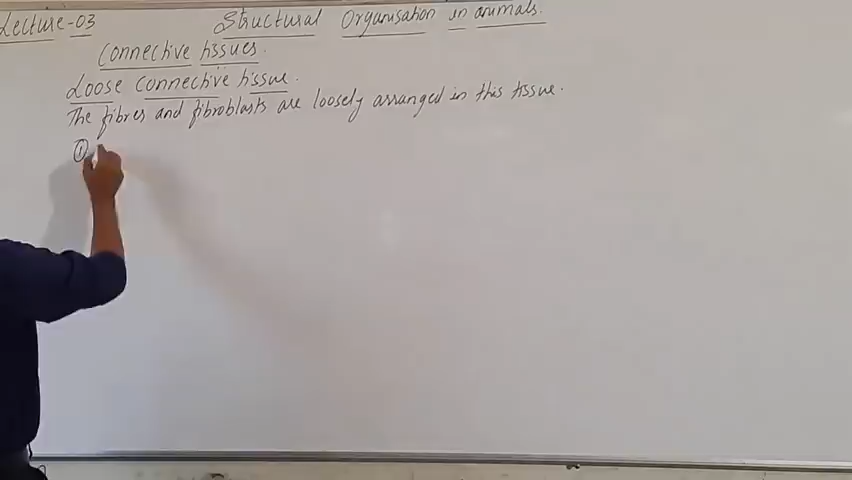 Lecture-03 Structural Organisation in animals.
Connective tissues.
Loose connective tissue.
The fibres and fibroblasts are loosely arranged in this tissue.
①